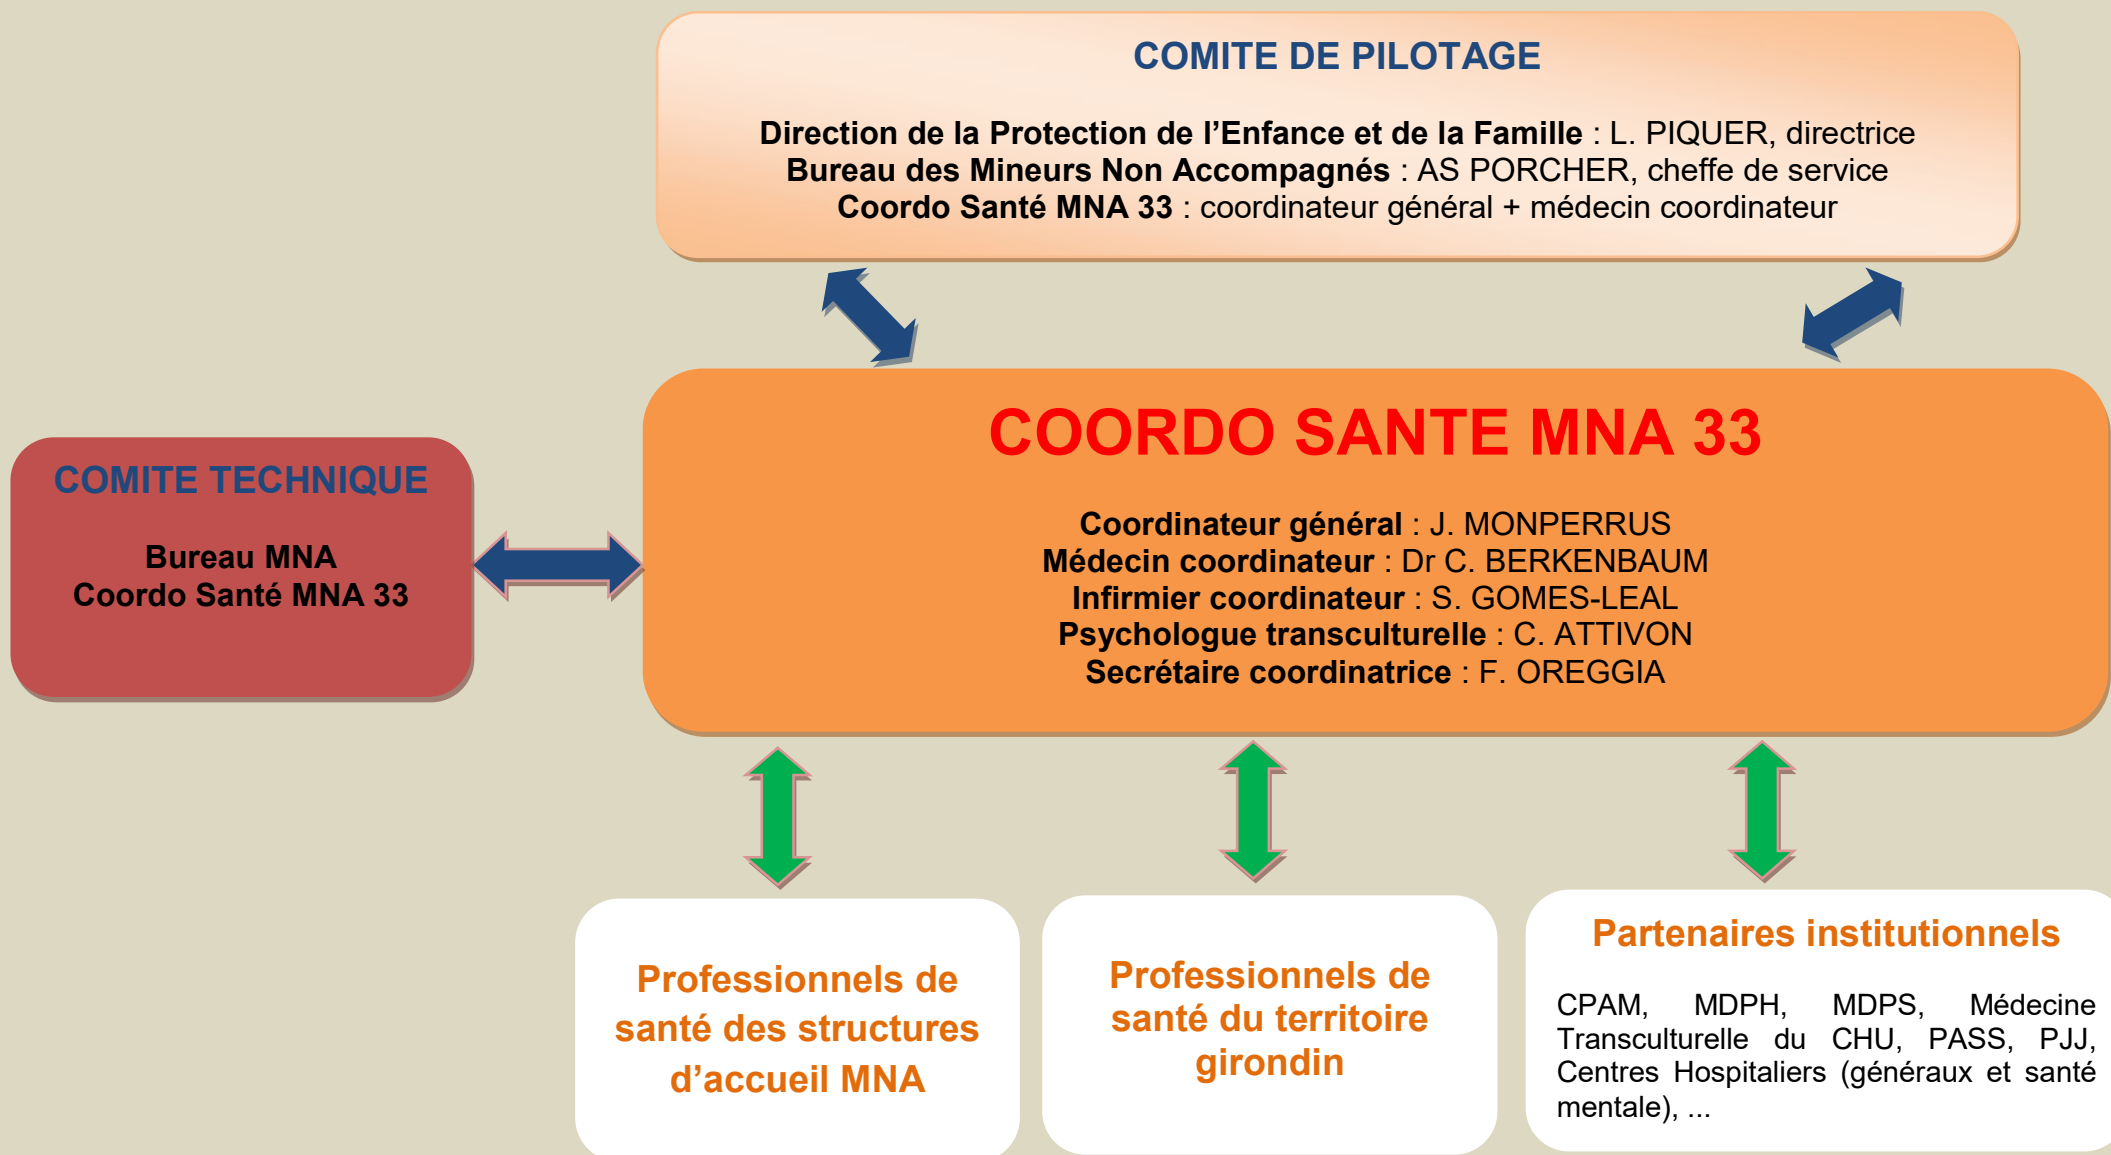 COMITE DE PILOTAGE
Direction de la Protection de l’Enfance et de la Famille : L. PIQUER, directrice
Bureau des Mineurs Non Accompagnés : AS PORCHER, cheffe de service
Coordo Santé MNA 33 : coordinateur général + médecin coordinateur
COMITE TECHNIQUE
Bureau MNA
Coordo Santé MNA 33
COORDO SANTE MNA 33
Coordinateur général : J. MONPERRUS
Médecin coordinateur : Dr C. BERKENBAUM
Infirmier coordinateur : S. GOMES-LEAL
Psychologue transculturelle : C. ATTIVON
Secrétaire coordinatrice : F. OREGGIA
Professionnels de
santé des structures
d’accueil MNA
Professionnels de
santé du territoire
girondin
Partenaires institutionnels
CPAM, MDPH, MDPS, Médecine
Transculturelle du CHU, PASS, PJJ,
Centres Hospitaliers (généraux et santé
mentale), ...